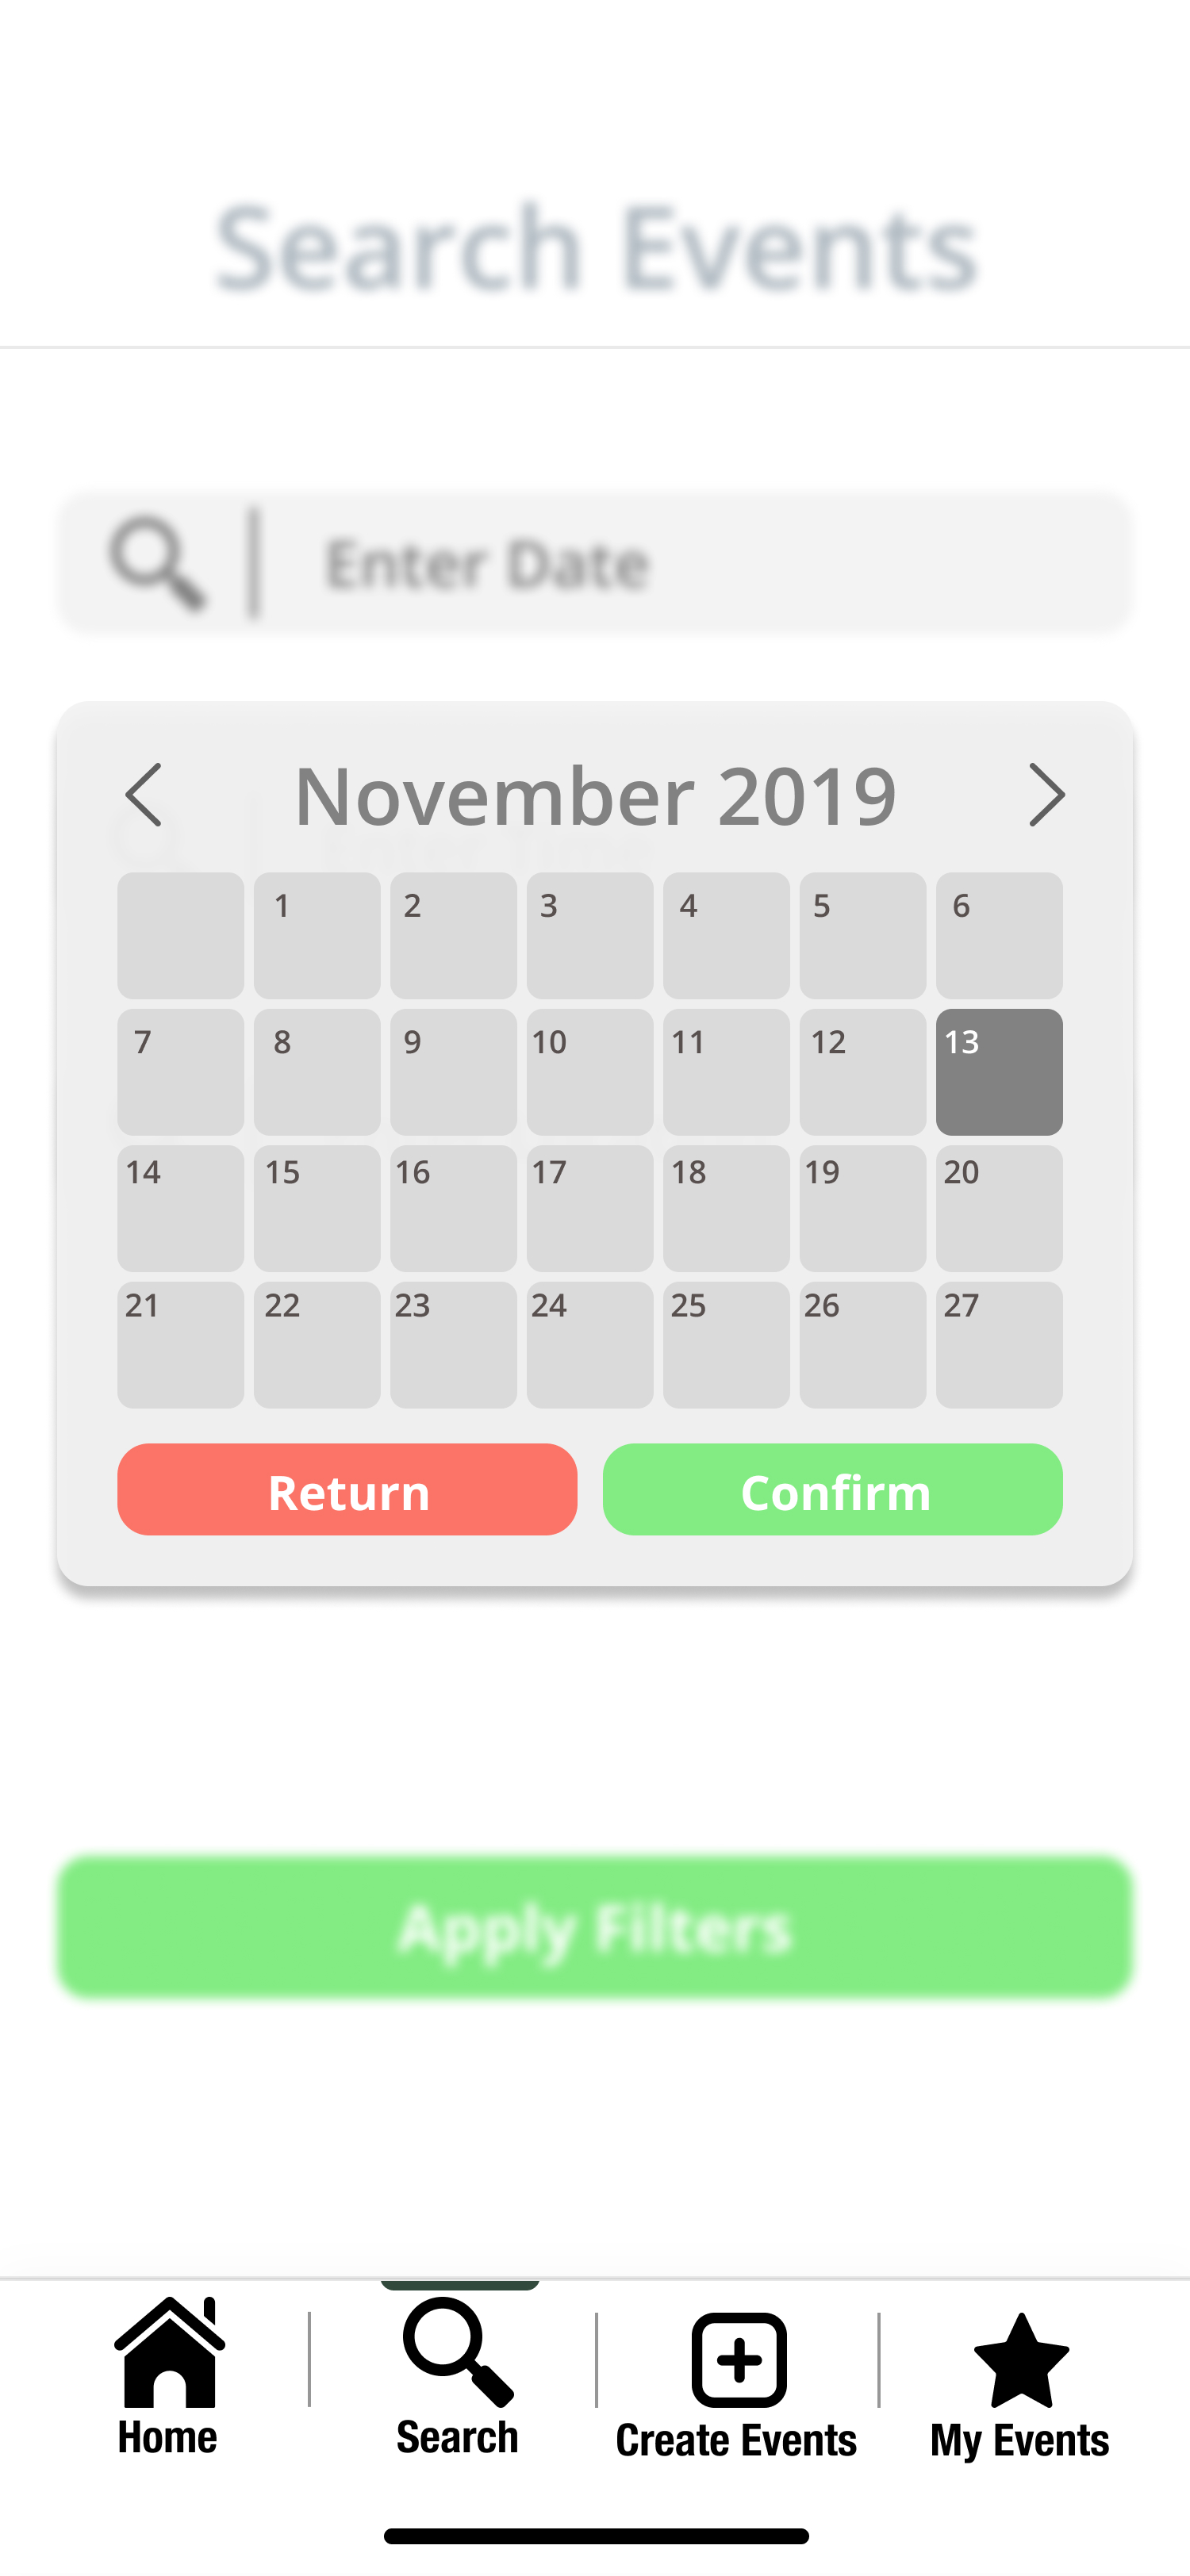 Search Events
Enter Date
November 2019
1 2 3 4 5 6
7 8 9 10 11 12 13
14 15 16 17 18 19 20
21 22 23 24 25 26 27
Return Confirm
Apply Filters
Home Search Create Events My Events